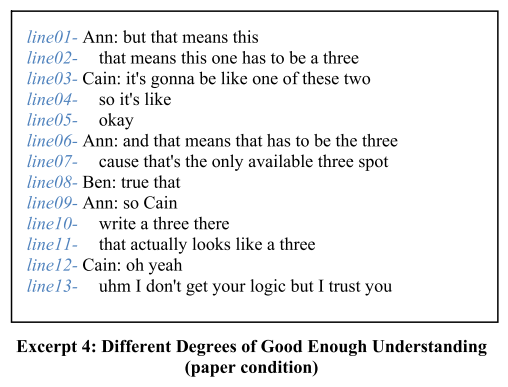 line01- Ann: but that means this
line02- that means this one has to be a three
line03- Cain: it's gonna be like one of these two
line04- so it's like
line05- okay
line06- Ann: and that means that has to be the three
line07- cause that's the only available three spot
line08- Ben: true that
line09- Ann: so Cain
line10- write a three there
line11- that actually looks like a three
line12- Cain: oh yeah
line13- uhm I don't get your logic but I trust you
Excerpt 4: Different Degrees of Good Enough Understanding
(paper condition)